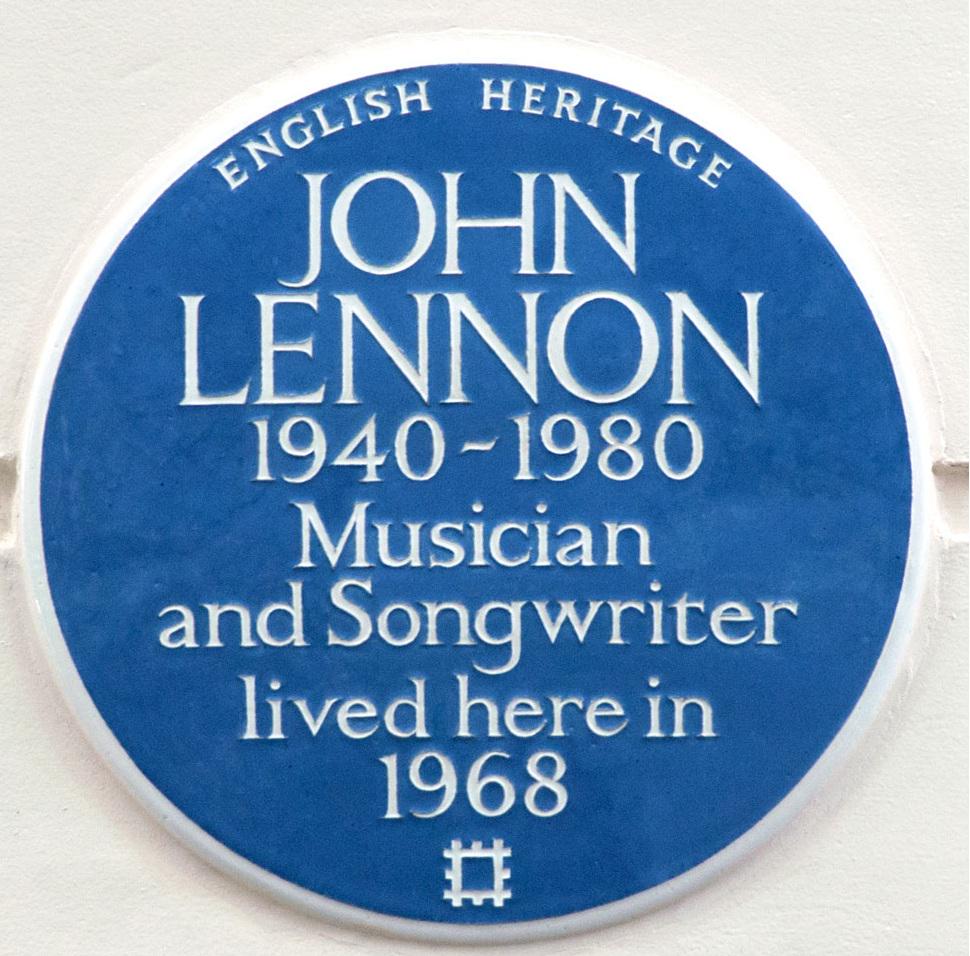 ENGLISH HERITAGE
JOHN
LENNON
1940-1980
Musician
and Songwriter
lived here in
1968